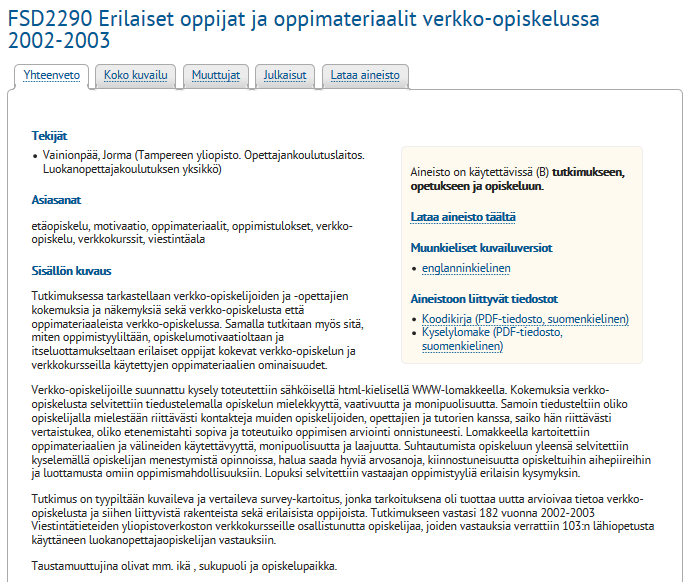 FSD2290 Erilaiset oppijat ja oppimateriaalit verkko-opiskelussa
2002-2003
Yhteenveto
Koko kuvailu
Muuttujat
Julkaisut
Lataa aineisto
Tekijät
• Vainionpää, Jorma (Tampereen yliopisto. Opettajankoulutuslaitos.
Luokanopettajakoulutuksen yksikkö)
Asiasanat
etäopiskelu, motivaatio, oppimateriaalit, oppimistulokset, verkko-
opiskelu, verkkokurssit, viestintäala
Sisällön kuvaus
Tutkimuksessa tarkastellaan verkko-opiskelijoiden ja -opettajien
kokemuksia ja näkemyksiä sekä verkko-opiskelusta että
oppimateriaaleista verkko-opiskelussa. Samalla tutkitaan myös sitä,
miten oppimistyyliltään, opiskelumotivaatioltaan ja
itseluottamukseltaan erilaiset oppijat kokevat verkko-opiskelun ja
verkkokursseilla käytettyjen oppimateriaalien ominaisuudet.
Aineisto on käytettävissä (B) tutkimukseen,
opetukseen ja opiskeluun.
Lataa aineisto täältä
Muunkieliset kuvailuversiot
• englanninkielinen
Aineistoon liittyvät tiedostot
• Koodikirja (PDF-tiedosto, suomenkielinen)
• Kyselylomake (PDF-tiedosto,
suomenkielinen)
Verkko-opiskelijoille suunnattu kysely toteutettiin sähköisellä html-kielisellä WWW-lomakkeella. Kokemuksia verkko-
opiskelusta selvitettiin tiedustelemalla opiskelun mielekkyyttä, vaativuutta ja monipuolisuutta. Samoin tiedusteltiin oliko
opiskelijalla mielestään riittävästi kontakteja muiden opiskelijoiden, opettajien ja tutorien kanssa, saiko hän riittävästi
vertaistukea, oliko etenemistahti sopiva ja toteutuiko oppimisen arviointi onnistuneesti. Lomakkeella kartoitettiin
oppimateriaalien ja välineiden käytettävyyttä, monipuolisuutta ja laajuutta. Suhtautumista opiskeluun yleensä selvitettiin
kyselemällä opiskelijan menestymistä opinnoissa, halua saada hyviä arvosanoja, kiinnostuneisuutta opiskeltuihin aihepiireihin
ja luottamusta omiin oppimismahdollisuuksiin. Lopuksi selvitettiin vastaajan oppimistyyliä erilaisin kysymyksin.
Tutkimus on tyypiltään kuvaileva ja vertaileva survey-kartoitus, jonka tarkoituksena oli tuottaa uutta arvioivaa tietoa verkko-
opiskelusta ja siihen liittyvistä rakenteista sekä erilaisista oppijoista. Tutkimukseen vastasi 182 vuonna 2002-2003
Viestintätieteiden yliopistoverkoston verkkokursseille osallistunutta opiskelijaa, joiden vastauksia verrattiin 103:n lähiopetusta
käyttäneen luokanopettajaopiskelijan vastauksiin.
Taustamuuttujina olivat mm. ikä , sukupuoli ja opiskelupaikka.